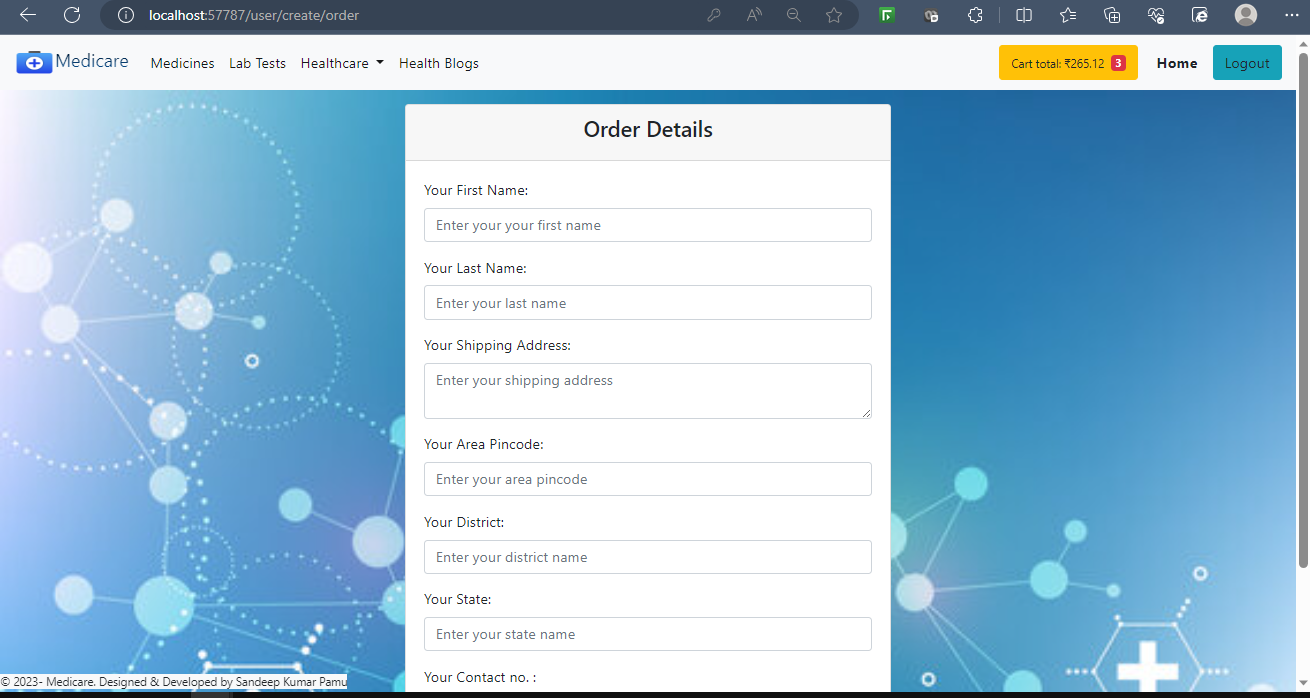 localhost:57787/user/create/order
Medicare Medicines Lab Tests Healthcare Health Blogs Cart total: ₹265.12 3 Home Logout
Order Details
Your First Name:
Enter your your first name
Your Last Name:
Enter your last name
Your Shipping Address:
Enter your shipping address
Your Area Pincode:
Enter your area pincode
Your District:
Enter your district name
Your State:
Enter your state name
Your Contact no. :
© 2023- Medicare. Designed & Developed by Sandeep Kumar Pamu